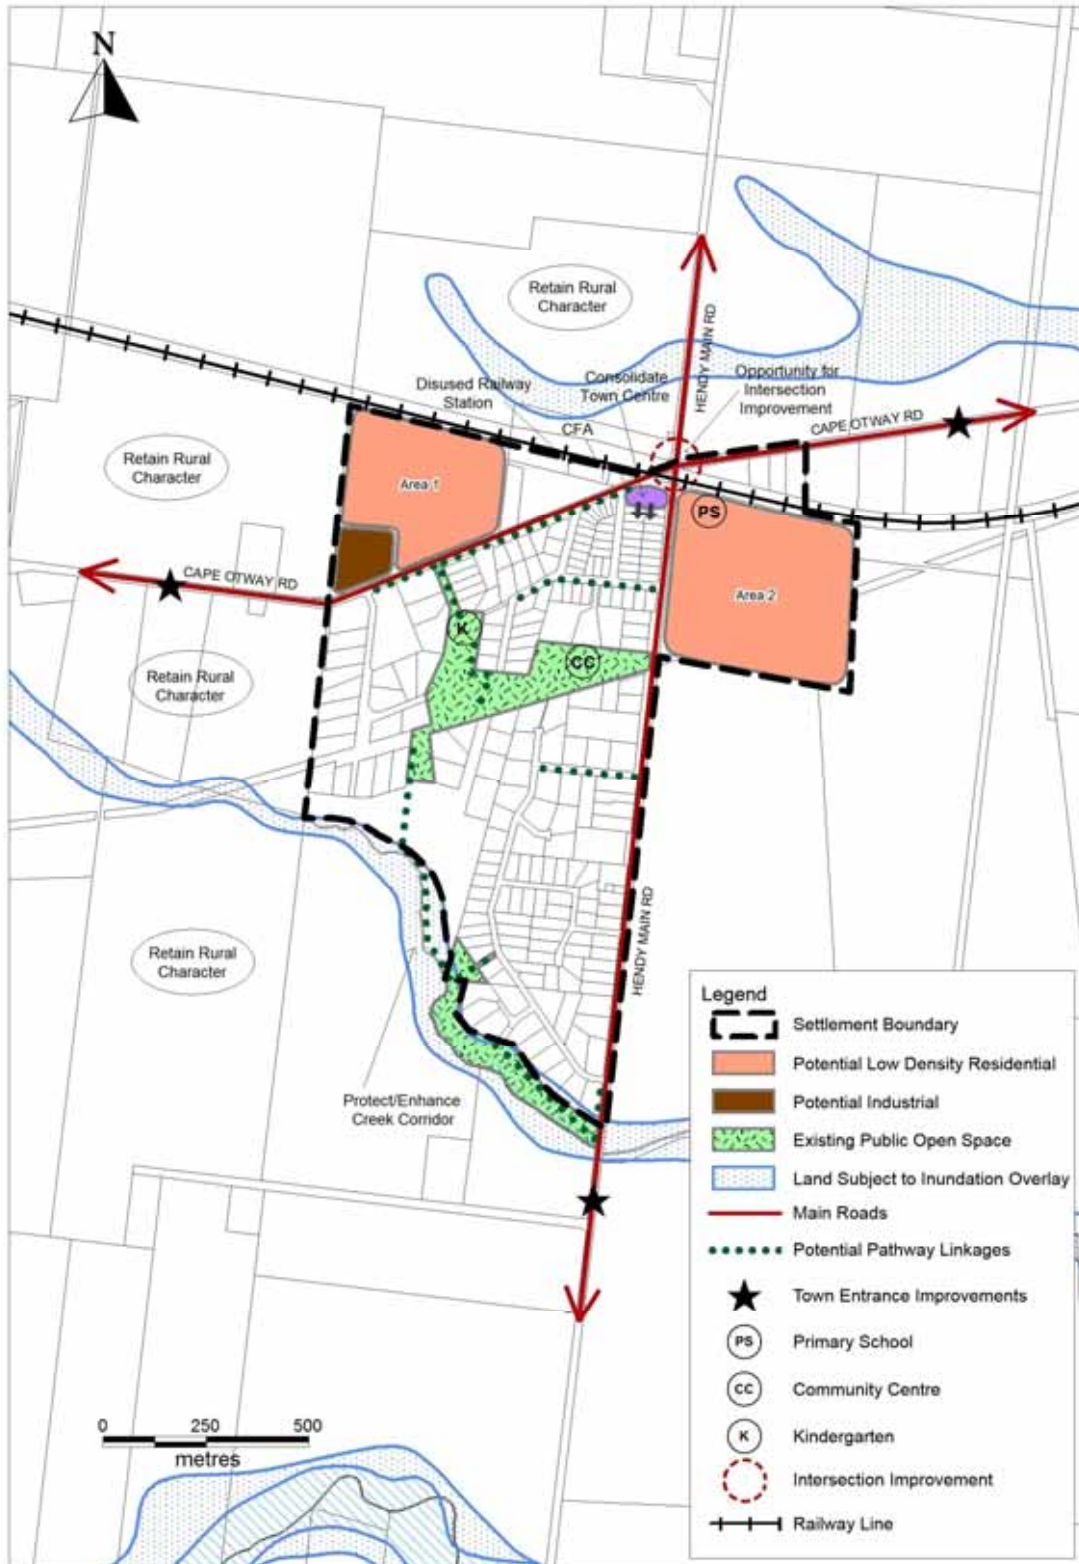 N
Retain Rural
Character
HENDY MAIN RD
Disused Railway
Station
Consolidate
Town Centre
Opportunity for
Intersection
Improvement
CFA
CAPE OTWAY RD
Retain Rural
Character
Area 1
PS
CAPE OTWAY RD
Area 2
K
CC
Retain Rural
Character
HENDY MAIN RD
Retain Rural
Character
Protect/Enhance
Creek Corridor
Legend
Settlement Boundary
Potential Low Density Residential
Potential Industrial
Existing Public Open Space
Land Subject to Inundation Overlay
Main Roads
Potential Pathway Linkages
Town Entrance Improvements
PS Primary School
CC Community Centre
K Kindergarten
Intersection Improvement
Railway Line
0 250 500
metres